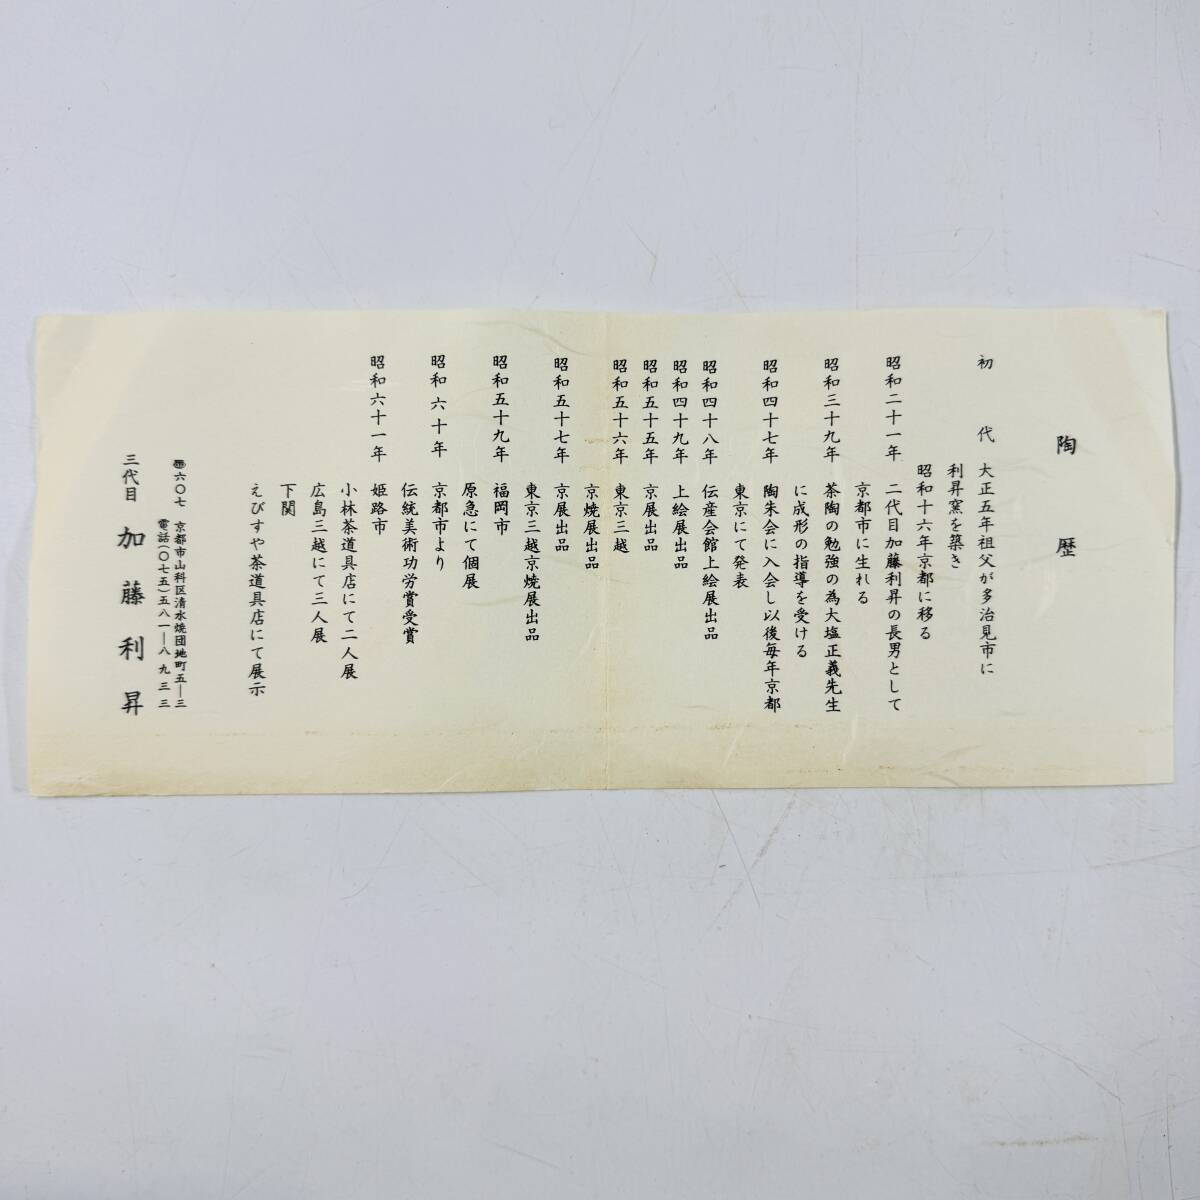 陶歴
初代 大正五年祖父が多治見市に
利昇窯を築き
昭和十六年京都に移る
昭和二十一年 二代目加藤利昇の長男として
京都市に生れる
昭和三十九年 茶陶の勉強の為大塩正義先生
に成形の指導を受ける
昭和四十七年 陶朱会に入会し以後毎年京都
東京にて発表
昭和四十八年 伝産会館上絵展出品
昭和四十九年 上絵展出品
昭和五十五年 京展出品
昭和五十六年 東京三越
京焼展出品
昭和五十七年 京展出品
東京三越京焼展出品
昭和五十九年 福岡市
原急にて個展
昭和六十年 京都市より
伝統美術功労賞受賞
昭和六十一年 姫路市
小林茶道具店にて二人展
広島三越にて三人展
下関
えびすや茶道具店にて展示
〠六〇七 京都市山科区清水焼団地町五―三
電話(〇七五)五八一―八九三三
三代目 加藤利昇